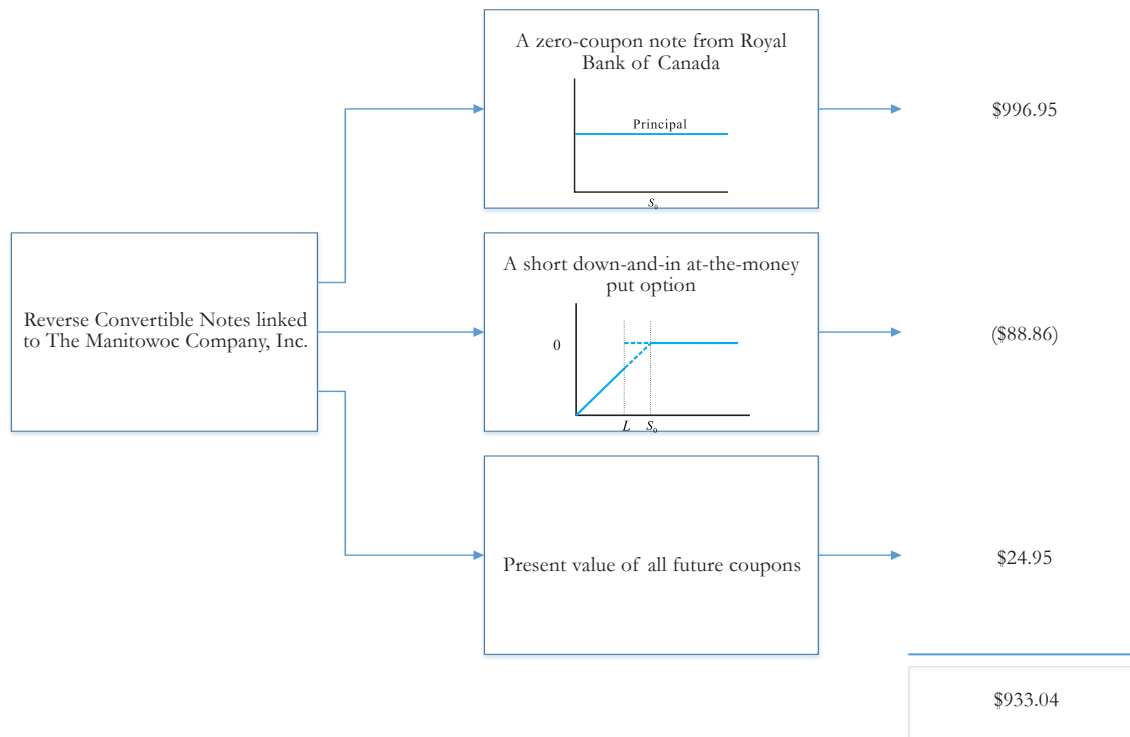 A zero-coupon note from Royal
Bank of Canada
Principal
S₀
$996.95
Reverse Convertible Notes linked
to The Manitowoc Company, Inc.
A short down-and-in at-the-money
put option
0
L S₀
($88.86)
Present value of all future coupons
$24.95
$933.04